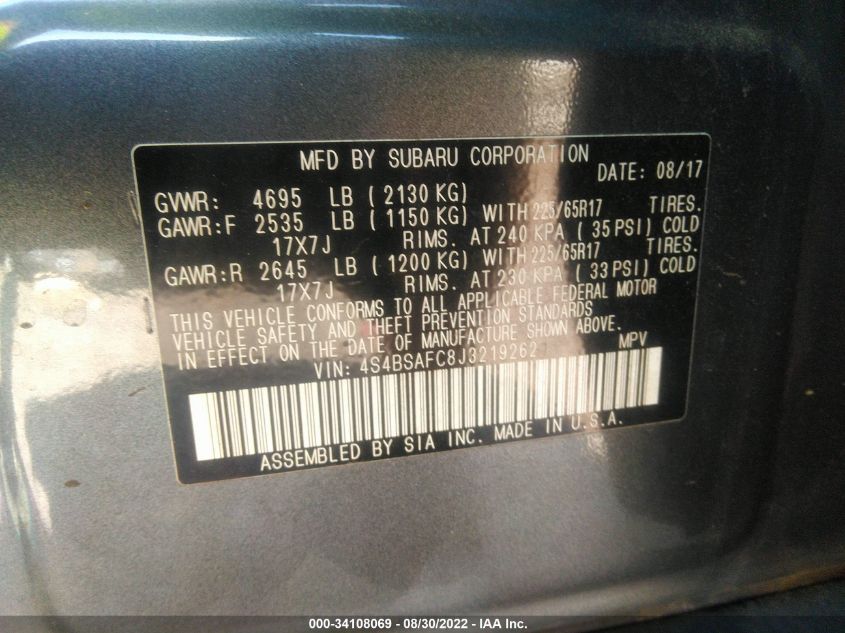 MFD BY SUBARU CORPORATION
DATE: 08/17
GVWR: 4695 LB ( 2130 KG)
GAWR:F 2535 LB ( 1150 KG) WITH 225/65R17 TIRES.
17X7J RIMS. AT 240 KPA ( 35 PSI) COLD
GAWR:R 2645 LB ( 1200 KG) WITH 225/65R17 TIRES.
17X7J RIMS. AT 230 KPA ( 33 PSI) COLD
THIS VEHICLE CONFORMS TO ALL APPLICABLE FEDERAL MOTOR
VEHICLE SAFETY AND THEFT PREVENTION STANDARDS
IN EFFECT ON THE DATE OF MANUFACTURE SHOWN ABOVE.
VIN: 4S4BSAFC8J3219262 MPV
ASSEMBLED BY SIA INC. MADE IN U.S.A.
000-34108069 - 08/30/2022 - IAA Inc.